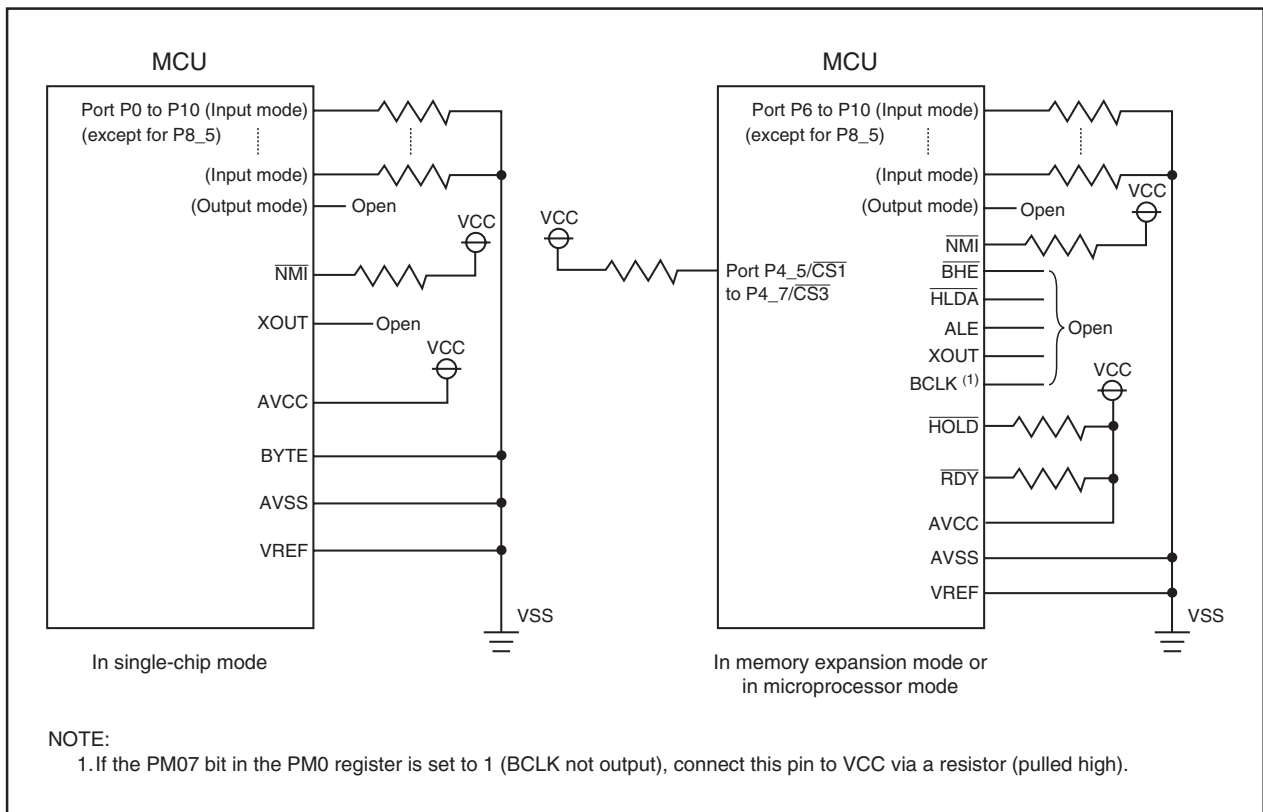 MCU
Port P0 to P10 (Input mode)
(except for P8_5)
(Input mode)
(Output mode)
Open
VCC
NMI
XOUT
Open
VCC
AVCC
BYTE
AVSS
VREF
VSS
In single-chip mode
MCU
Port P6 to P10 (Input mode)
(except for P8_5)
(Input mode)
(Output mode)
Open
VCC
VCC
Port P4_5/CS1
to P4_7/CS3
NMI
BHE
HLDA
ALE
XOUT
BCLK (1)
Open
VCC
HOLD
RDY
AVCC
AVSS
VREF
VSS
In memory expansion mode or
in microprocessor mode
NOTE:
1.If the PM07 bit in the PM0 register is set to 1 (BCLK not output), connect this pin to VCC via a resistor (pulled high).